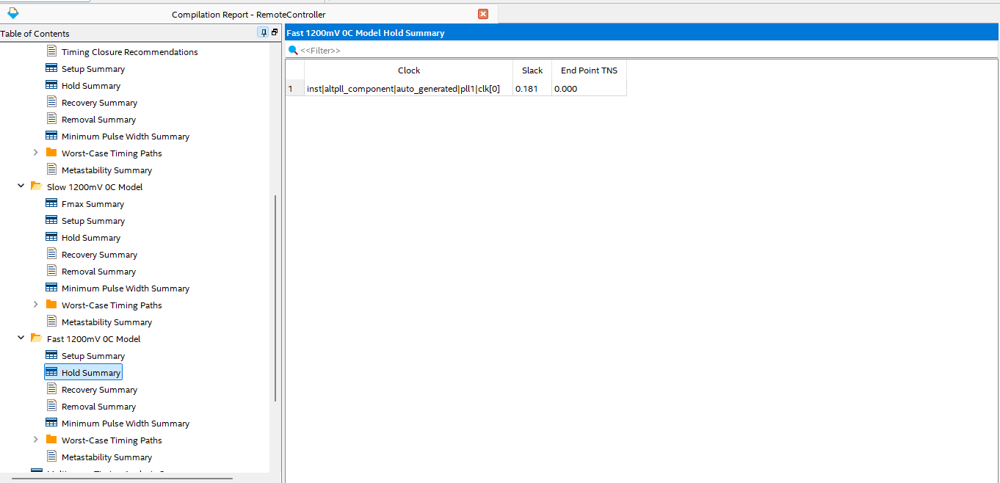 Compilation Report - RemoteController
Table of Contents
Timing Closure Recommendations
Setup Summary
Hold Summary
Recovery Summary
Removal Summary
Minimum Pulse Width Summary
Worst-Case Timing Paths
Metastability Summary
Slow 1200mV 0C Model
Fmax Summary
Setup Summary
Hold Summary
Recovery Summary
Removal Summary
Minimum Pulse Width Summary
Worst-Case Timing Paths
Metastability Summary
Fast 1200mV 0C Model
Setup Summary
Hold Summary
Recovery Summary
Removal Summary
Minimum Pulse Width Summary
Worst-Case Timing Paths
Metastability Summary
Fast 1200mV 0C Model Hold Summary
<<Filter>>
Clock Slack End Point TNS
1 inst|altpll_component|auto_generated|pll1|clk[0] 0.181 0.000